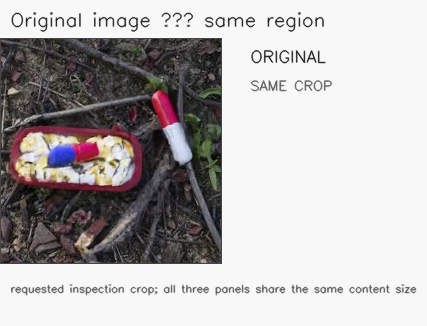 Original image ??? same region
ORIGINAL
SAME CROP
requested inspection crop; all three panels share the same content size